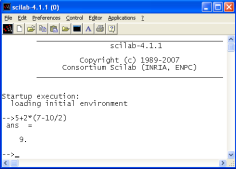 scilab-4.1.1 (0)
File Edit Preferences Control Editor Applications ?
scilab-4.1.1
Copyright (c) 1989-2007
Consortium Scilab (INRIA, ENPC)
Startup execution:
loading initial environment
-->5+2*(7-10/2)
ans =
9.
-->